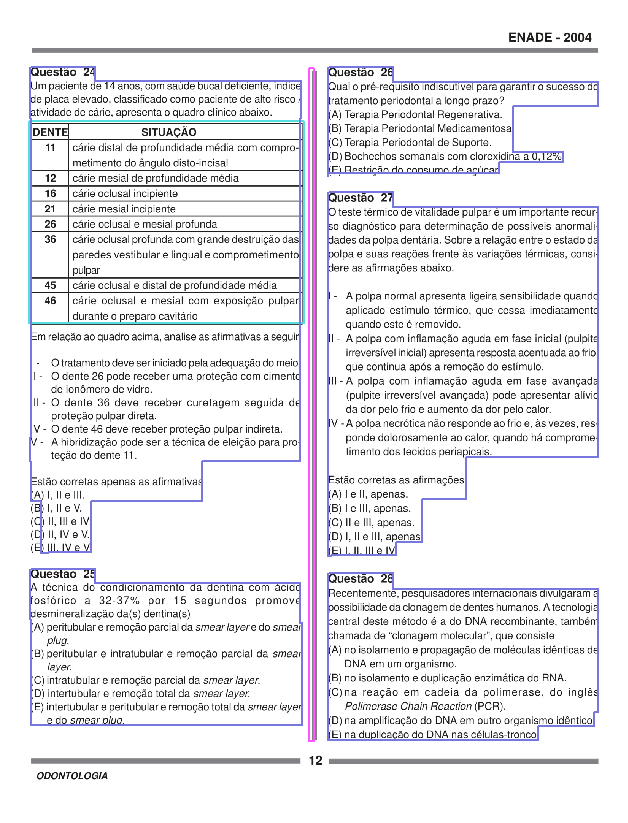 ENADE - 2004
Questão 24
Um paciente de 14 anos, com saúde bucal deficiente, índice
de placa elevado, classificado como paciente de alto risco
atividade de cárie, apresenta o quadro clínico abaixo.
DENTE SITUAÇÃO
11 cárie distal de profundidade média com compro-
metimento do ângulo disto-incisal
12 cárie mesial de profundidade média
16 cárie oclusal incipiente
21 cárie mesial incipiente
26 cárie oclusal e mesial profunda
36 cárie oclusal profunda com grande destruição das
paredes vestibular e lingual e comprometimento
pulpar
45 cárie oclusal e distal de profundidade média
46 cárie oclusal e mesial com exposição pulpar
durante o preparo cavitário
Em relação ao quadro acima, analise as afirmativas a seguir
- O tratamento deve ser iniciado pela adequação do meio
I - O dente 26 pode receber uma proteção com cimento
de ionômero de vidro.
II - O dente 36 deve receber curetagem seguida de
proteção pulpar direta.
V - O dente 46 deve receber proteção pulpar indireta.
V - A hibridização pode ser a técnica de eleição para pro-
teção do dente 11.
Estão corretas apenas as afirmativas
(A) I, II e III.
(B) I, II e V.
(C) II, III e IV
(D) II, IV e V.
(E) III, IV e V
Questão 25
A técnica do condicionamento da dentina com ácido
fosfórico a 32-37% por 15 segundos promove
desmineralização da(s) dentina(s)
(A) peritubular e remoção parcial da smear layer e do smear
plug.
(B) peritubular e intratubular e remoção parcial da smear
layer.
(C) intratubular e remoção parcial da smear layer.
(D) intertubular e remoção total da smear layer.
(E) intertubular e peritubular e remoção total da smear layer
e do smear plug.
Questão 26
Qual o pré-requisito indiscutível para garantir o sucesso do
tratamento periodontal a longo prazo?
(A) Terapia Periodontal Regenerativa.
(B) Terapia Periodontal Medicamentosa
(C) Terapia Periodontal de Suporte.
(D) Bochechos semanais com cloroxidina a 0,12%
(E) Restrição do consumo de açúcar
Questão 27
O teste térmico de vitalidade pulpar é um importante recur-
so diagnóstico para determinação de possíveis anormali-
dades da polpa dentária. Sobre a relação entre o estado da
polpa e suas reações frente às variações térmicas, consi-
dere as afirmações abaixo.
I - A polpa normal apresenta ligeira sensibilidade quando
aplicado estímulo térmico, que cessa imediatamente
quando este é removido.
II - A polpa com inflamação aguda em fase inicial (pulpite
irreversível inicial) apresenta resposta acentuada ao frio
que continua após a remoção do estímulo.
III - A polpa com inflamação aguda em fase avançada
(pulpite irreversível avançada) pode apresentar alívio
da dor pelo frio e aumento da dor pelo calor.
IV - A polpa necrótica não responde ao frio e, às vezes, res-
ponde dolorosamente ao calor, quando há comprome-
timento dos tecidos periapicais.
Estão corretas as afirmações
(A) I e II, apenas.
(B) I e III, apenas.
(C) II e III, apenas.
(D) I, II e III, apenas
(E) I, II, III e IV
Questão 28
Recentemente, pesquisadores internacionais divulgaram a
possibilidade da clonagem de dentes humanos. A tecnologia
central deste método é a do DNA recombinante, também
chamada de “clonagem molecular”, que consiste
(A) no isolamento e propagação de moléculas idênticas de
DNA em um organismo.
(B) no isolamento e duplicação enzimática do RNA.
(C) na reação em cadeia da polimerase, do inglês
Polimerase Chain Reaction (PCR).
(D) na amplificação do DNA em outro organismo idêntico
(E) na duplicação do DNA nas células-tronco
12
ODONTOLOGIA